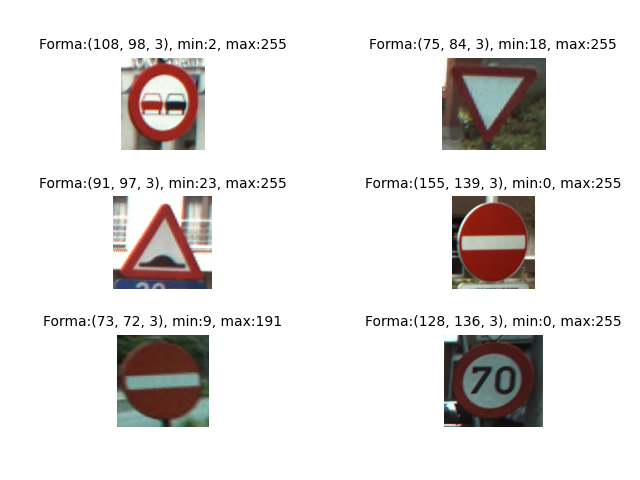 Forma:(108, 98, 3), min:2, max:255
Forma:(75, 84, 3), min:18, max:255
Forma:(91, 97, 3), min:23, max:255
Forma:(155, 139, 3), min:0, max:255
Forma:(73, 72, 3), min:9, max:191
Forma:(128, 136, 3), min:0, max:255
70